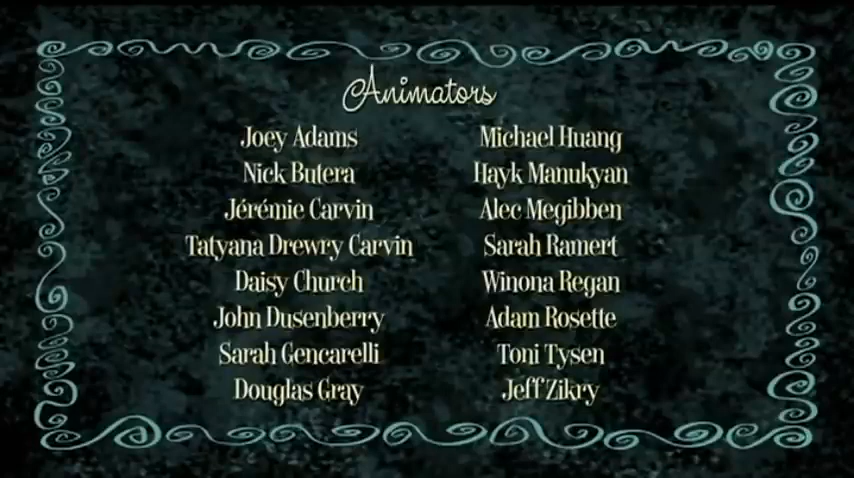 Animators
Joey Adams
Nick Butera
Jérémie Carvin
Tatyana Drewry Carvin
Daisy Church
John Dusenberry
Sarah Gencarelli
Douglas Gray
Michael Huang
Hayk Manukyan
Alec Megibben
Sarah Ramert
Winona Regan
Adam Rosette
Toni Tysen
Jeff Zikry